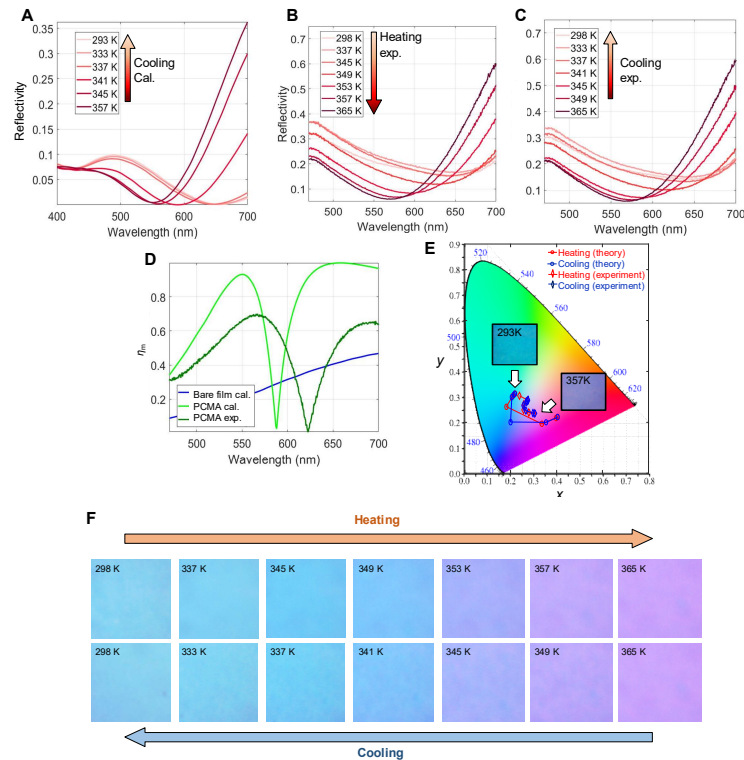 A
Reflectivity
0.35
0.3
0.25
0.2
0.15
0.1
0.05
400
500
600
700
Wavelength (nm)
293 K
333 K
337 K
341 K
345 K
357 K
Cooling
Cal.
B
Reflectivity
0.7
0.6
0.5
0.4
0.3
0.2
0.1
500
550
600
650
700
Wavelength (nm)
298 K
337 K
345 K
349 K
353 K
357 K
365 K
Heating
exp.
C
0.7
0.6
0.5
0.4
0.3
0.2
0.1
500
550
600
650
700
Wavelength (nm)
298 K
333 K
337 K
341 K
345 K
349 K
365 K
Cooling
exp.
D
ηm
0.8
0.6
0.4
0.2
500
550
600
650
700
Wavelength (nm)
Bare film cal.
PCMA cal.
PCMA exp.
E
y
0.9
0.8
0.7
0.6
0.5
0.4
0.3
0.2
0.1
0.0
0.0
0.1
0.2
0.3
0.4
0.5
0.6
0.7
0.8
x
520
540
560
580
600
620
500
480
460
Heating (theory)
Cooling (theory)
Heating (experiment)
Cooling (experiment)
293K
357K
F
Heating
298 K
337 K
345 K
349 K
353 K
357 K
365 K
298 K
333 K
337 K
341 K
345 K
349 K
365 K
Cooling